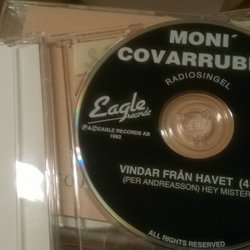 MONI´
COVARRUBI
RADIOSINGEL
Eagle
records
℗&©EAGLE RECORDS AB
1993
VINDAR FRÅN HAVET (4
(PER ANDREASSON) HEY MISTER
ALL RIGHTS RESERVED